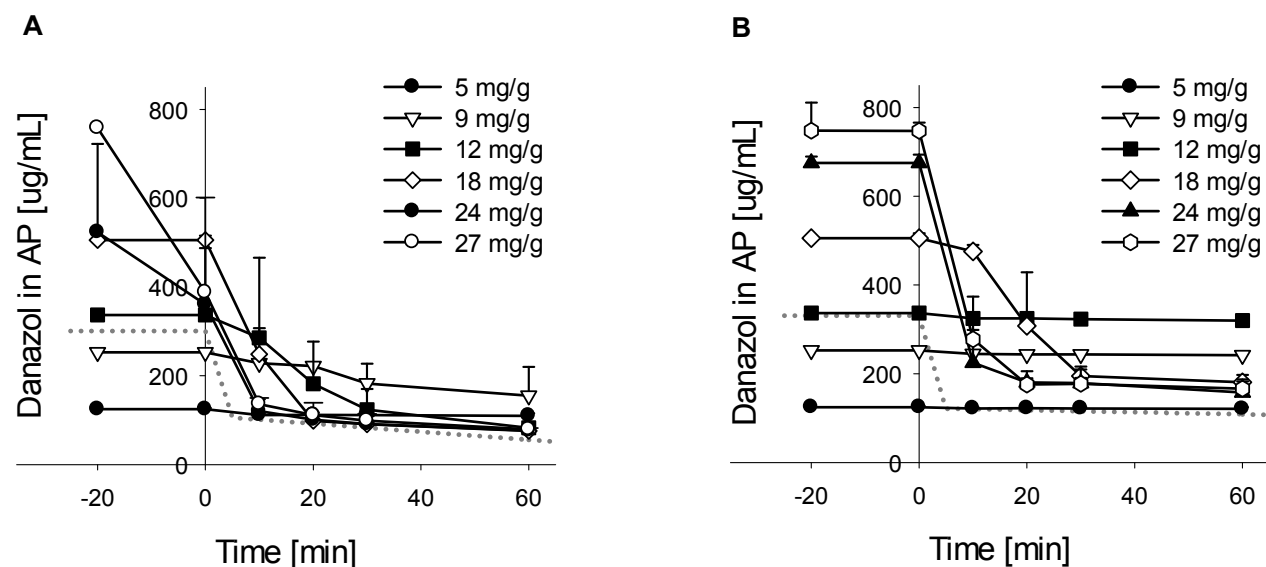 A
Danazol in AP [ug/mL]
800
600
400
200
0
-20
0
20
40
60
Time [min]
5 mg/g
9 mg/g
12 mg/g
18 mg/g
24 mg/g
27 mg/g
B
Danazol in AP [ug/mL]
800
600
400
200
0
-20
0
20
40
60
Time [min]
5 mg/g
9 mg/g
12 mg/g
18 mg/g
24 mg/g
27 mg/g